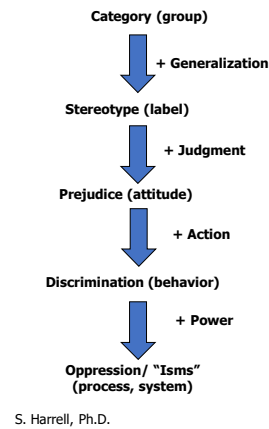 Category (group)
+ Generalization
Stereotype (label)
+ Judgment
Prejudice (attitude)
+ Action
Discrimination (behavior)
+ Power
Oppression/ “Isms”
(process, system)
S. Harrell, Ph.D.